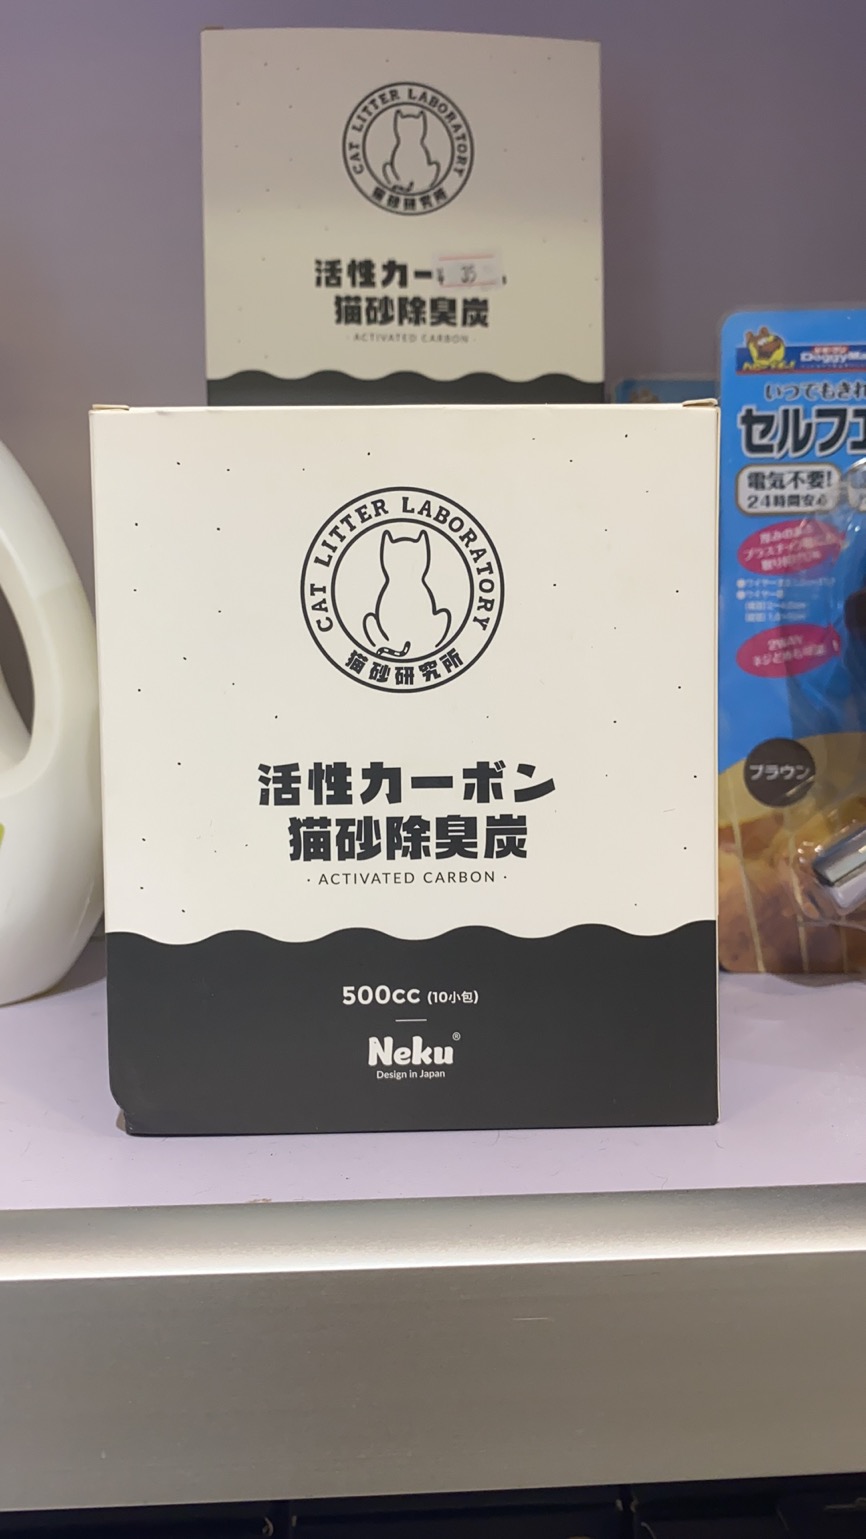 CAT LITTER LABORATORY
猫砂研究所
活性カー
¥ 35
猫砂除臭炭
· ACTIVATED CARBON ·
CAT LITTER LABORATORY
猫砂研究所
活性カーボン
猫砂除臭炭
· ACTIVATED CARBON ·
500cc (10小包)
Neku®
Design in Japan
DoggyMa
いつでもきれ
セルフ
電気不要!
24時間安心
ブラウン